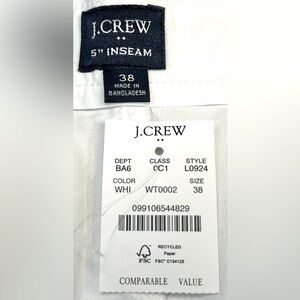 J.CREW
5" INSEAM
38
MADE IN
BANGLADESH
J.CREW
DEPT CLASS STYLE
BA6 0C1 L0924
COLOR SIZE
WHI WT0002 38
099106544829
FSC
RECYCLED
Paper
FSC® C134125
COMPARABLE VALUE